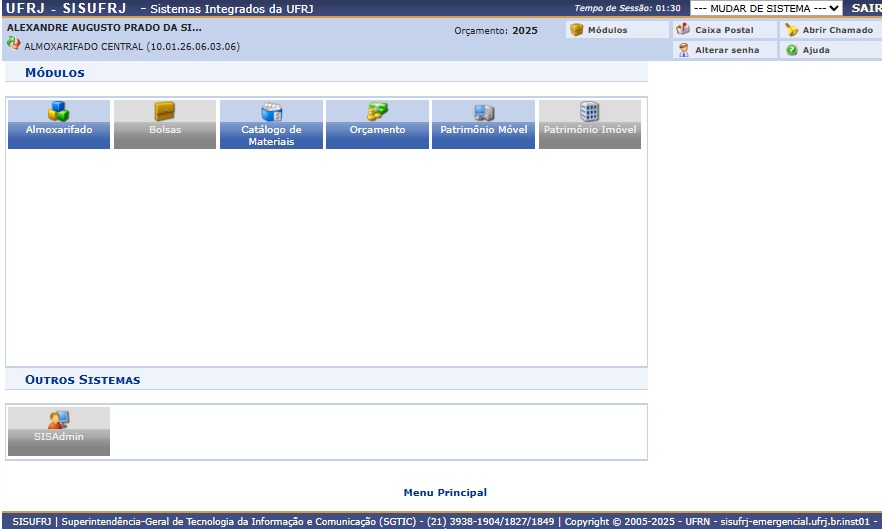 UFRJ - SISUFRJ - Sistemas Integrados da UFRJ Tempo de Sessão: 01:30 --- MUDAR DE SISTEMA --- SAIR
ALEXANDRE AUGUSTO PRADO DA SI... Orçamento: 2025 Módulos Caixa Postal Abrir Chamado
ALMOXARIFADO CENTRAL (10.01.26.06.03.06) Alterar senha Ajuda
MÓDULOS
Almoxarifado
Bolsas
Catálogo de
Materiais
Orçamento
Patrimônio Móvel
Patrimônio Imóvel
OUTROS SISTEMAS
SISAdmin
Menu Principal
SISUFRJ | Superintendência-Geral de Tecnologia da Informação e Comunicação (SGTIC) - (21) 3938-1904/1827/1849 | Copyright © 2005-2025 - UFRN - sisufrj-emergencial.ufrj.br.inst01 -